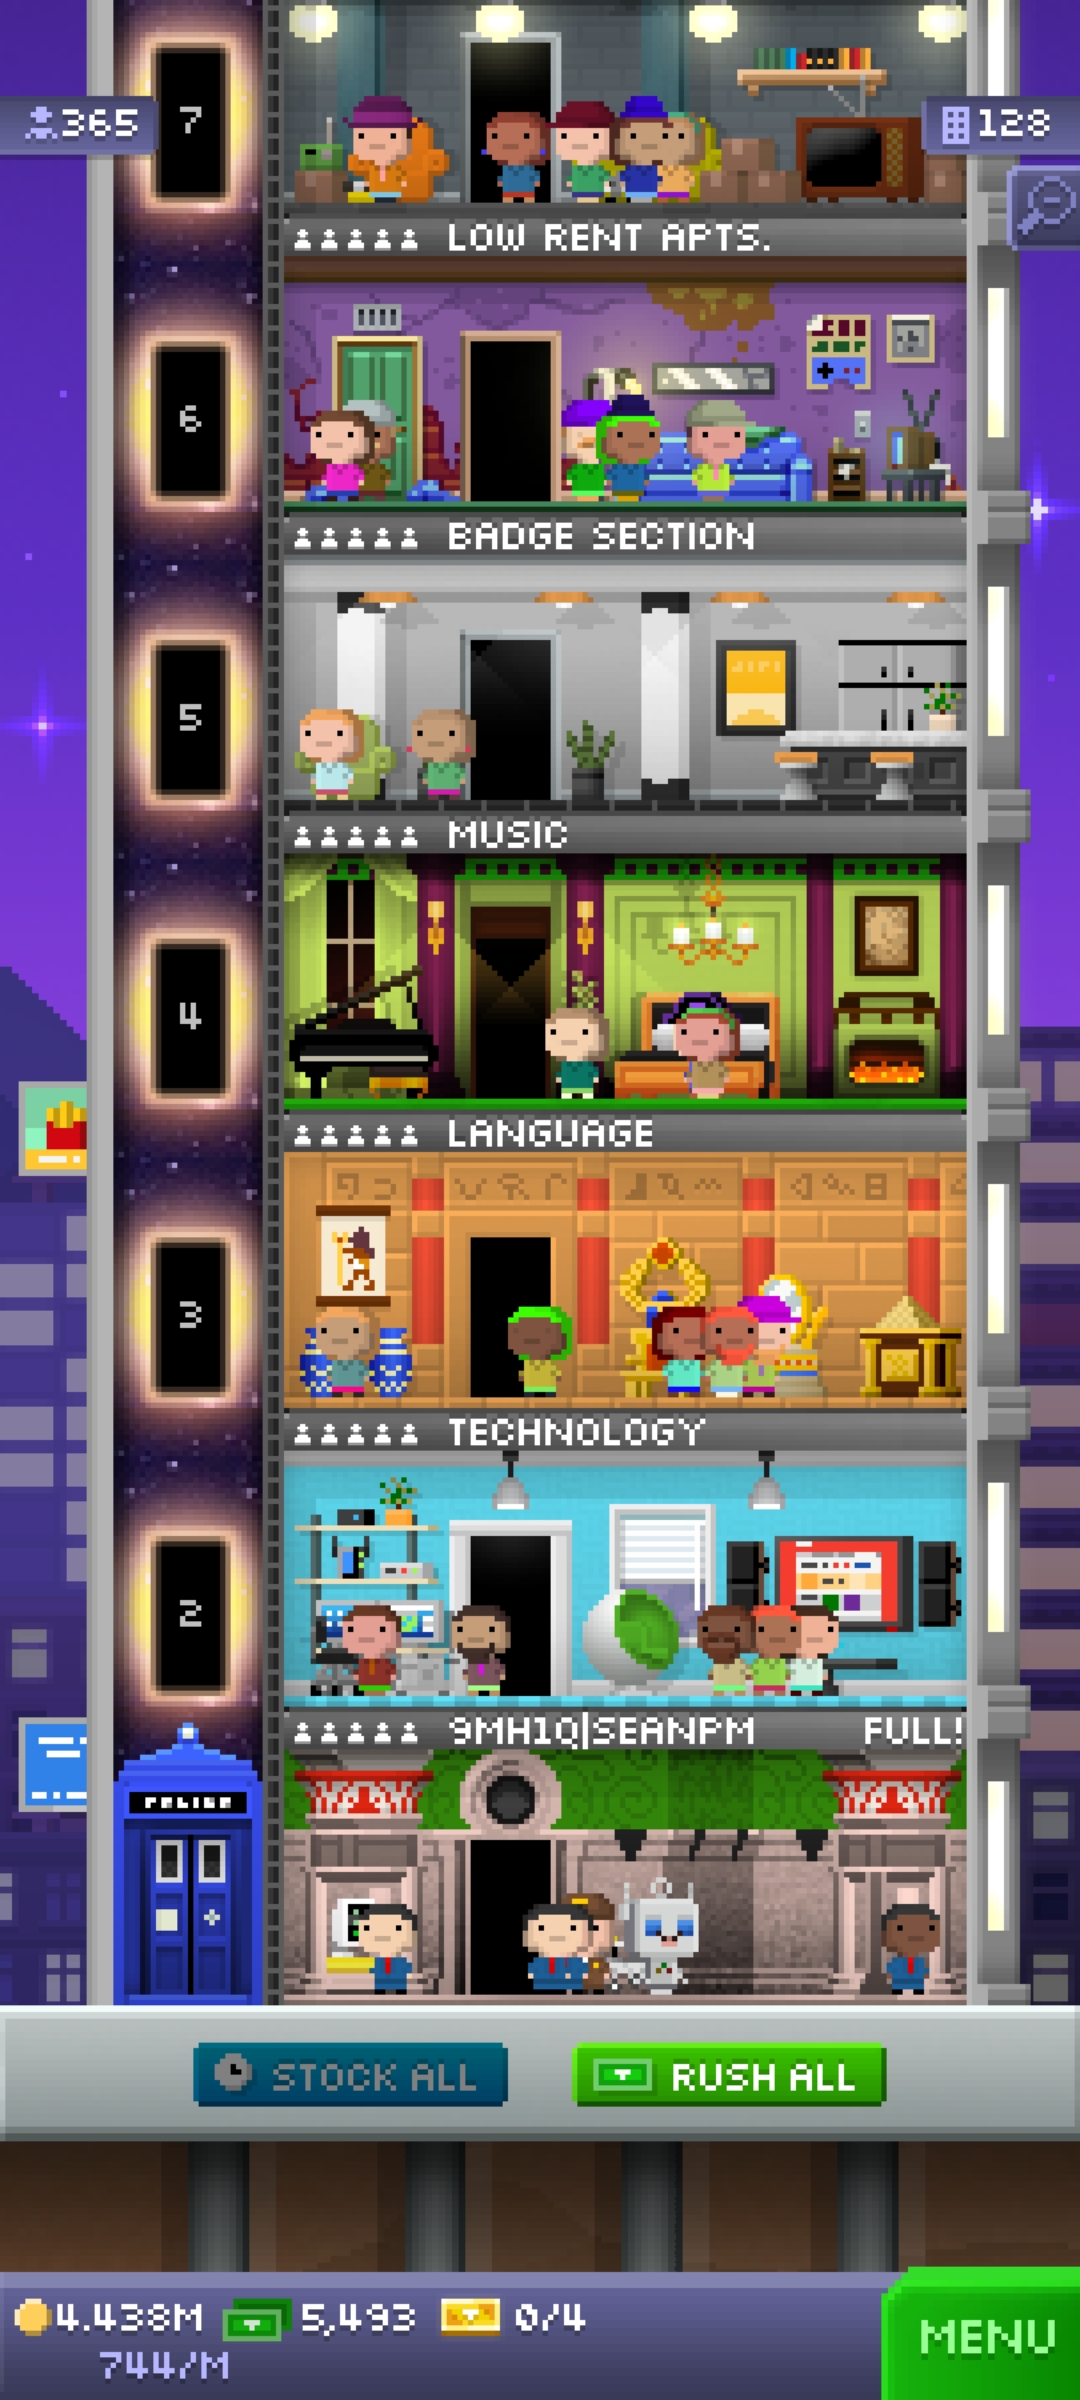 7
365
128
LOW RENT APTS.
6
BADGE SECTION
5
MUSIC
4
LANGUAGE
3
TECHNOLOGY
2
9MH1Q|SEANPM FULL!
POLICE
STOCK ALL
RUSH ALL
4.438M 5,493 0/4
744/M
MENU